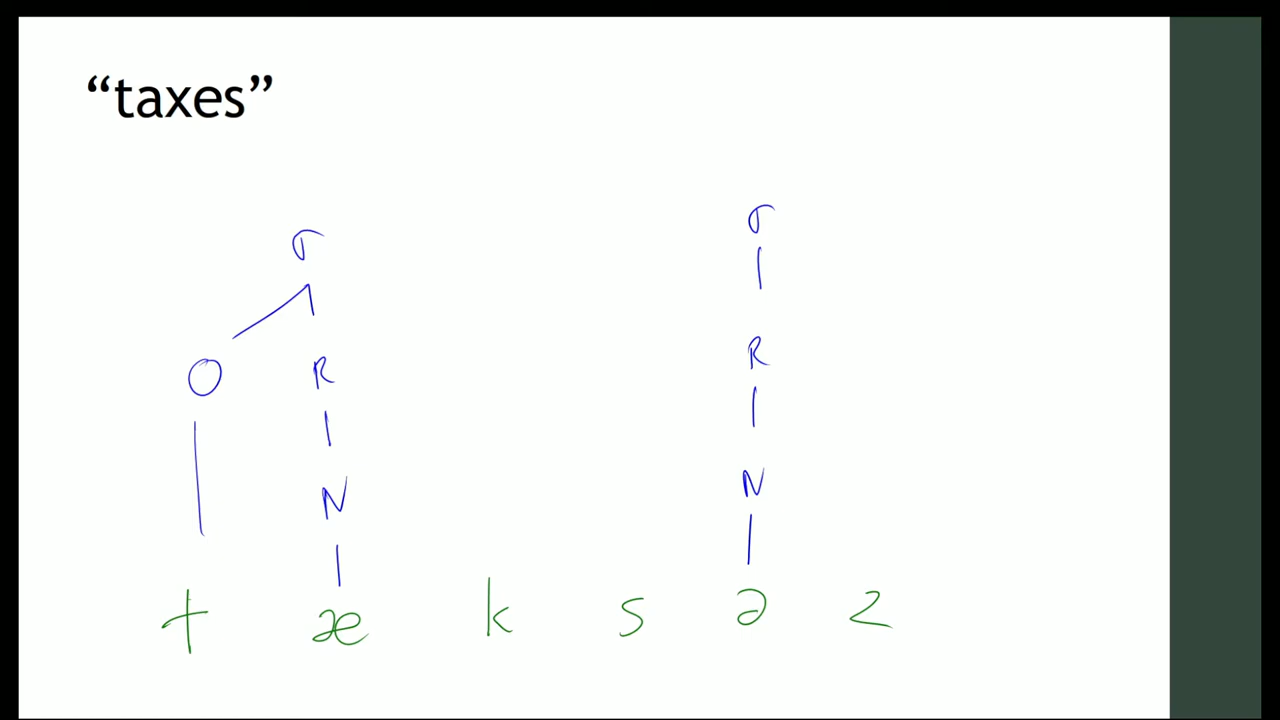 “taxes”
σ σ
O R R
N N
t æ k s ə z